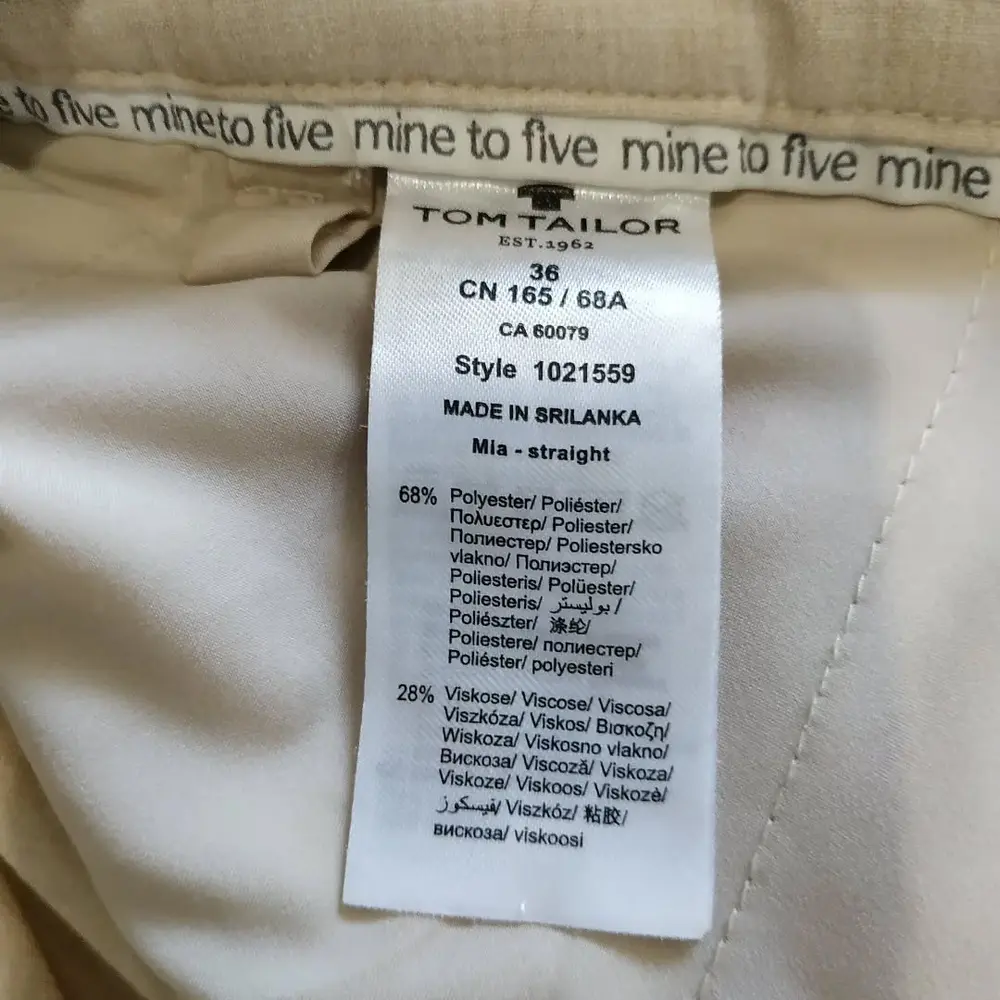 e to five mineto five mine to five mine to five mine
TOM TAILOR
EST.1962
36
CN 165 / 68A
CA 60079
Style 1021559
MADE IN SRILANKA
Mia - straight
68% Polyester/ Poliéster/
Πολυεστερ/ Poliester/
Полиестер/ Poliestersko
vlakno/ Полиэстер/
Poliesteris/ Polüester/
Poliesteris/ بوليستر /
Poliészter/ 涤纶/
Poliestere/ полиестер/
Poliéster/ polyesteri
28% Viskose/ Viscose/ Viscosa/
Viszkóza/ Viskos/ Βισκοζη/
Wiskoza/ Viskosno vlakno/
Вискоза/ Viscoză/ Viskoza/
Viskoze/ Viskoos/ Viskozė/
فيسكوز/ Viszkóz/ 粘胶/
вискоза/ viskoosi